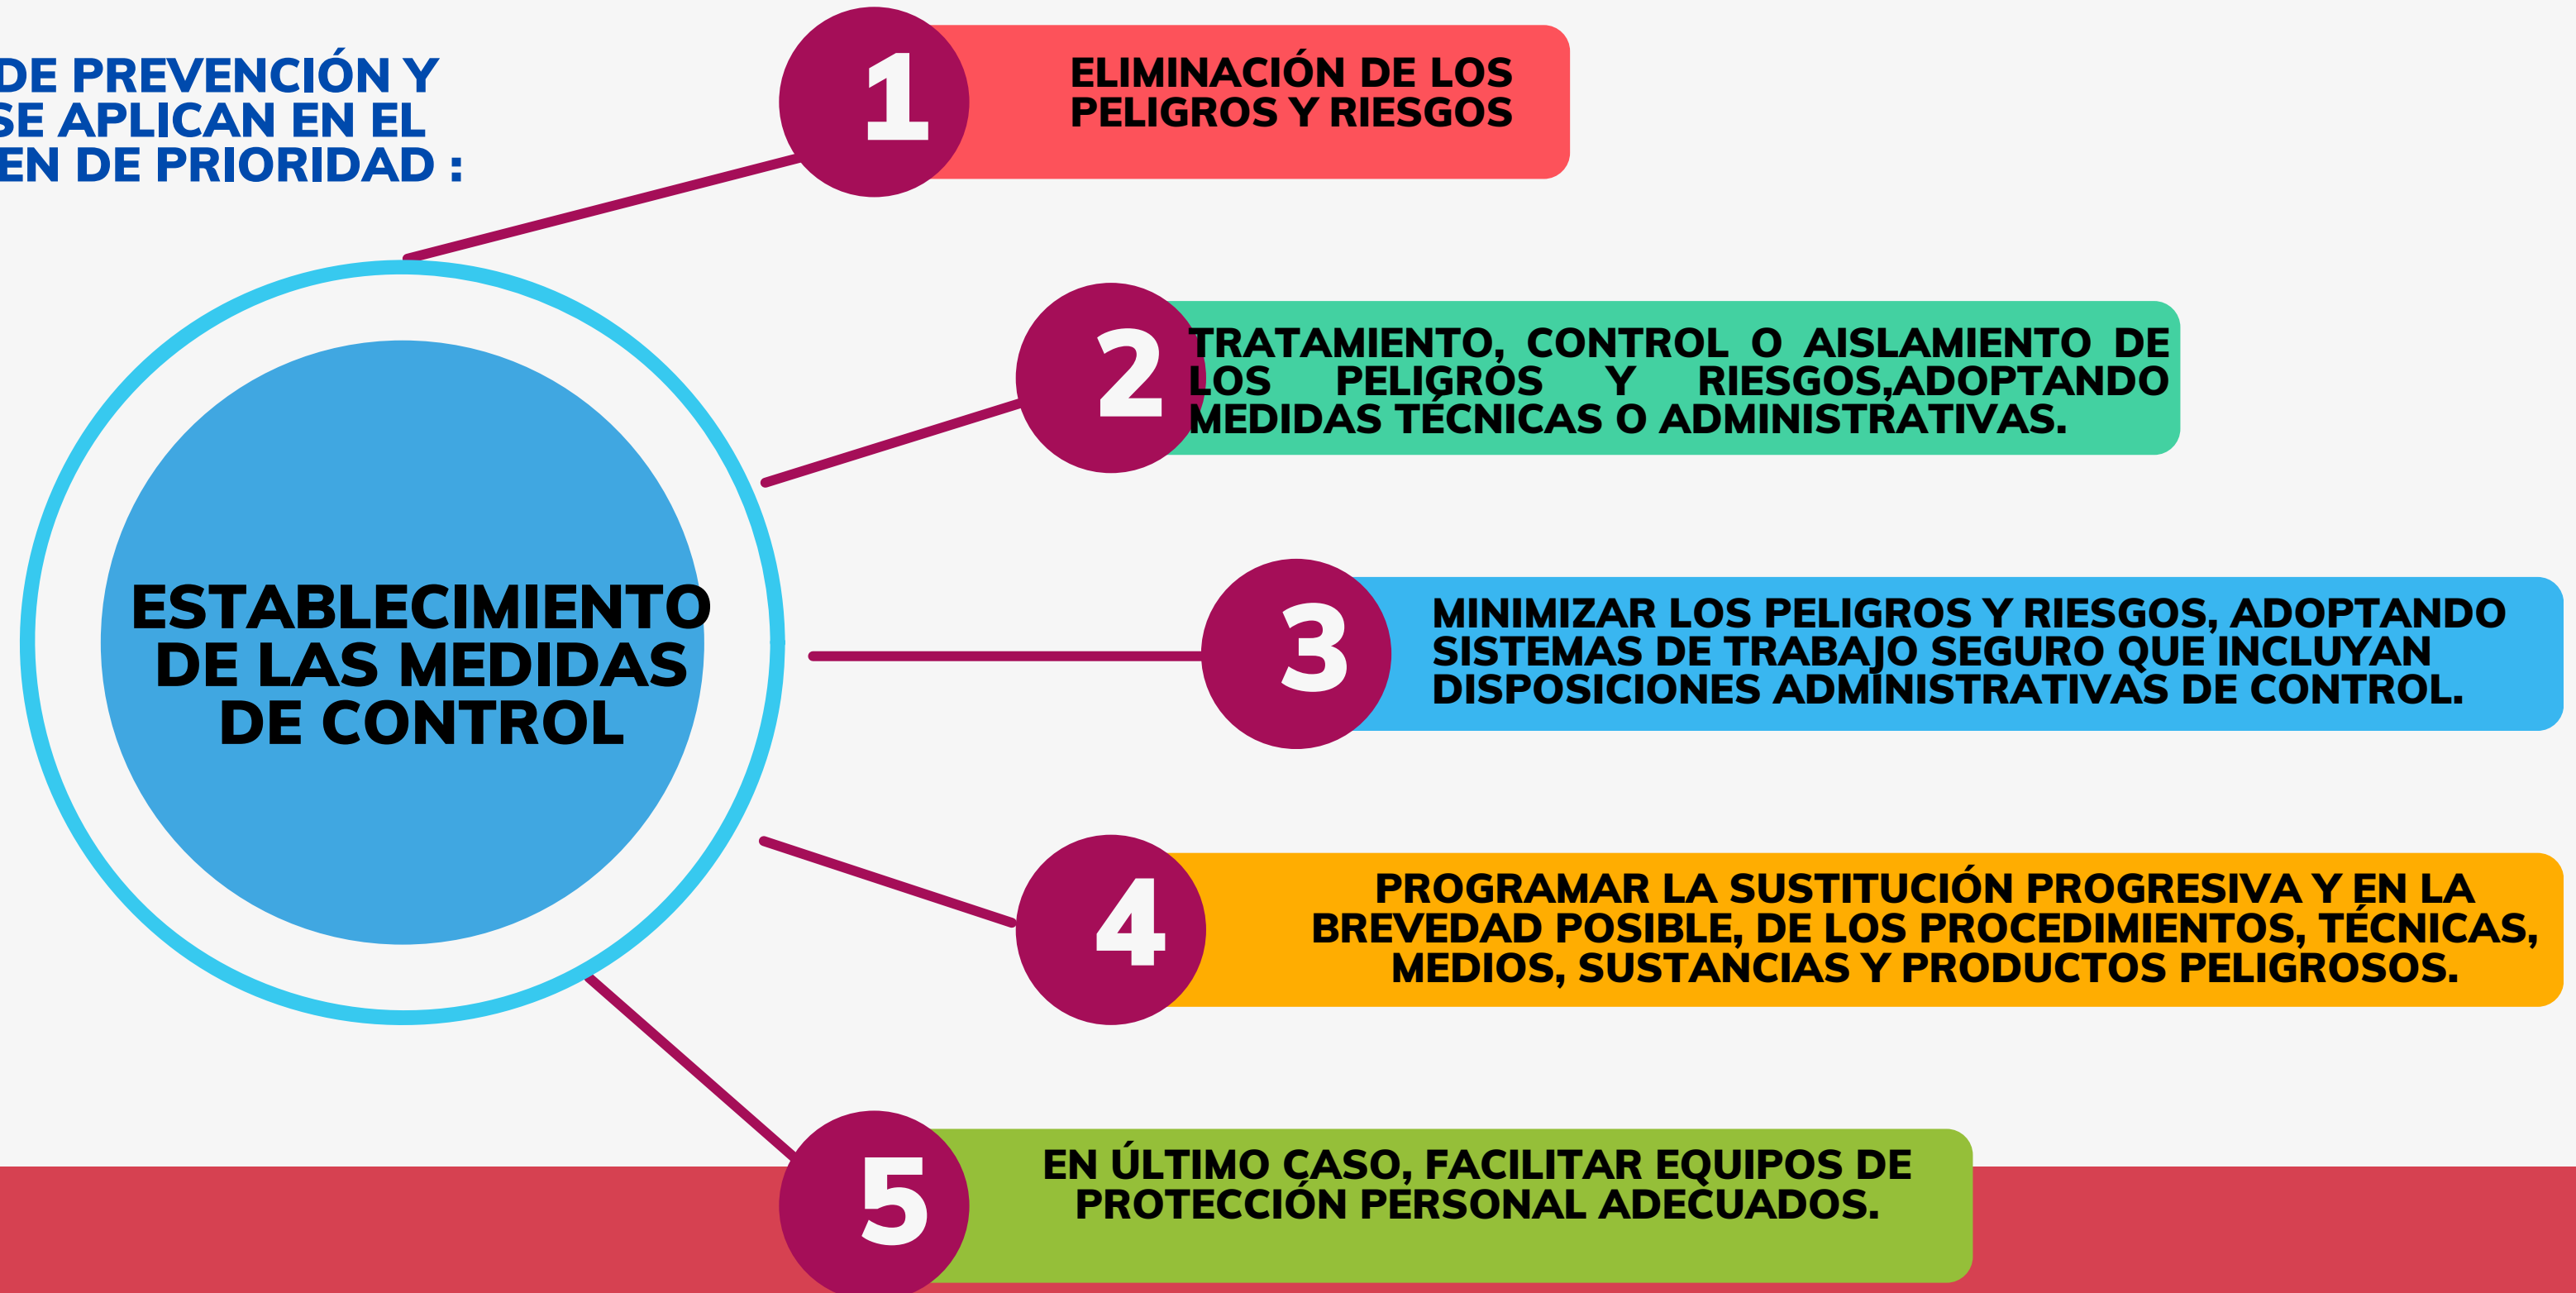 DE PREVENCIÓN Y
SE APLICAN EN EL
EN DE PRIORIDAD :
1
ELIMINACIÓN DE LOS
PELIGROS Y RIESGOS
2
TRATAMIENTO, CONTROL O AISLAMIENTO DE
LOS PELIGROS Y RIESGOS,ADOPTANDO
MEDIDAS TÉCNICAS O ADMINISTRATIVAS.
ESTABLECIMIENTO
DE LAS MEDIDAS
DE CONTROL
3
MINIMIZAR LOS PELIGROS Y RIESGOS, ADOPTANDO
SISTEMAS DE TRABAJO SEGURO QUE INCLUYAN
DISPOSICIONES ADMINISTRATIVAS DE CONTROL.
4
PROGRAMAR LA SUSTITUCIÓN PROGRESIVA Y EN LA
BREVEDAD POSIBLE, DE LOS PROCEDIMIENTOS, TÉCNICAS,
MEDIOS, SUSTANCIAS Y PRODUCTOS PELIGROSOS.
5
EN ÚLTIMO CASO, FACILITAR EQUIPOS DE
PROTECCIÓN PERSONAL ADECUADOS.